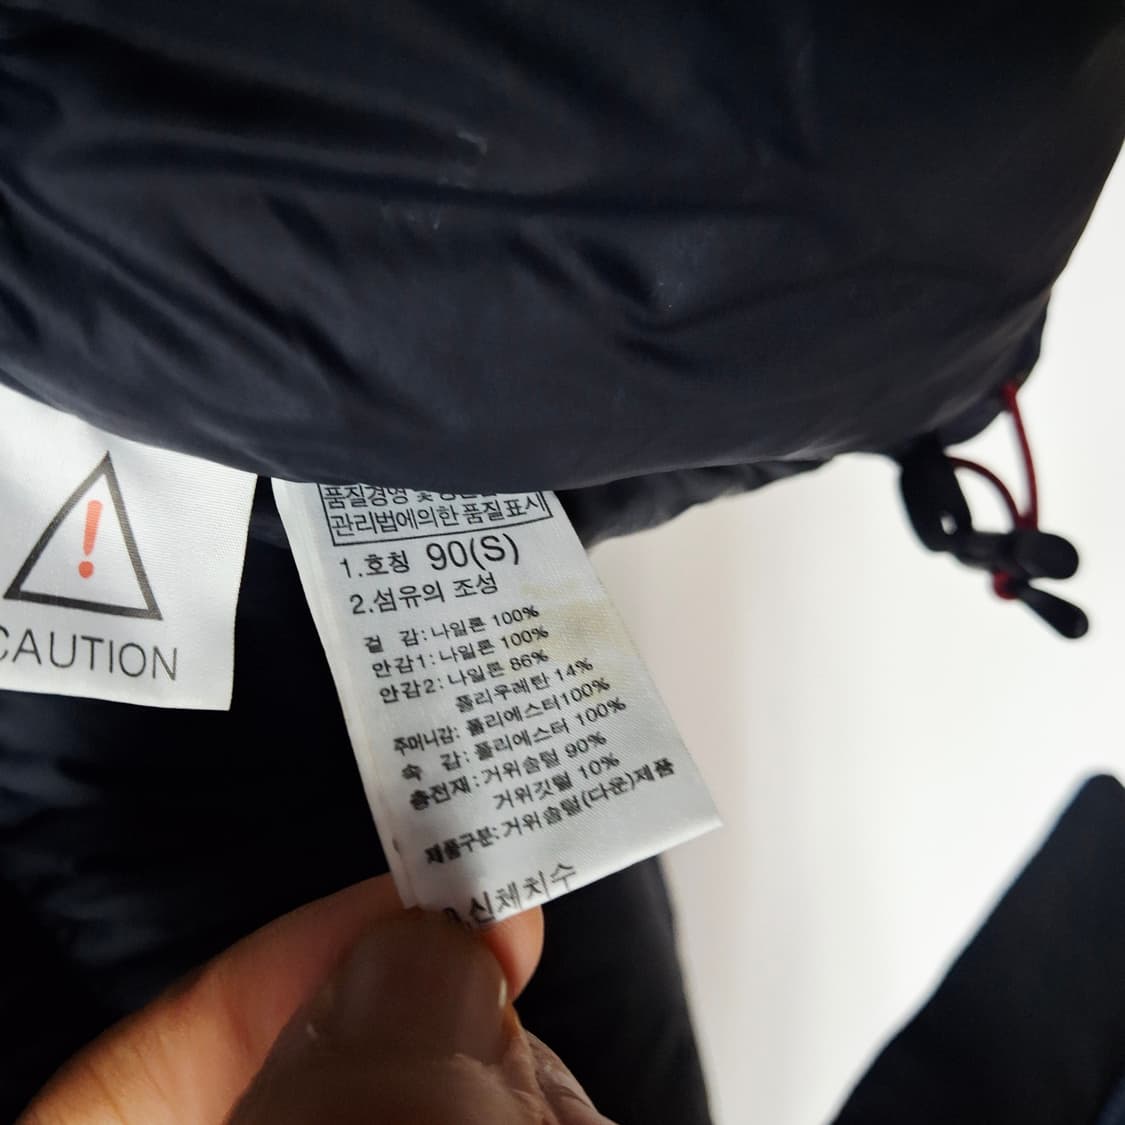 CAUTION
품질경영 및
관리법에의한 품질표시
1.호칭 90(S)
2.섬유의 조성
겉 감:나일론 100%
안감1:나일론 100%
안감2:나일론 86%
폴리우레탄 14%
주머니감:폴리에스터100%
속 감:폴리에스터 100%
충전재:거위솜털 90%
거위깃털 10%
제품구분:거위솜털(다운)제품
신체치수